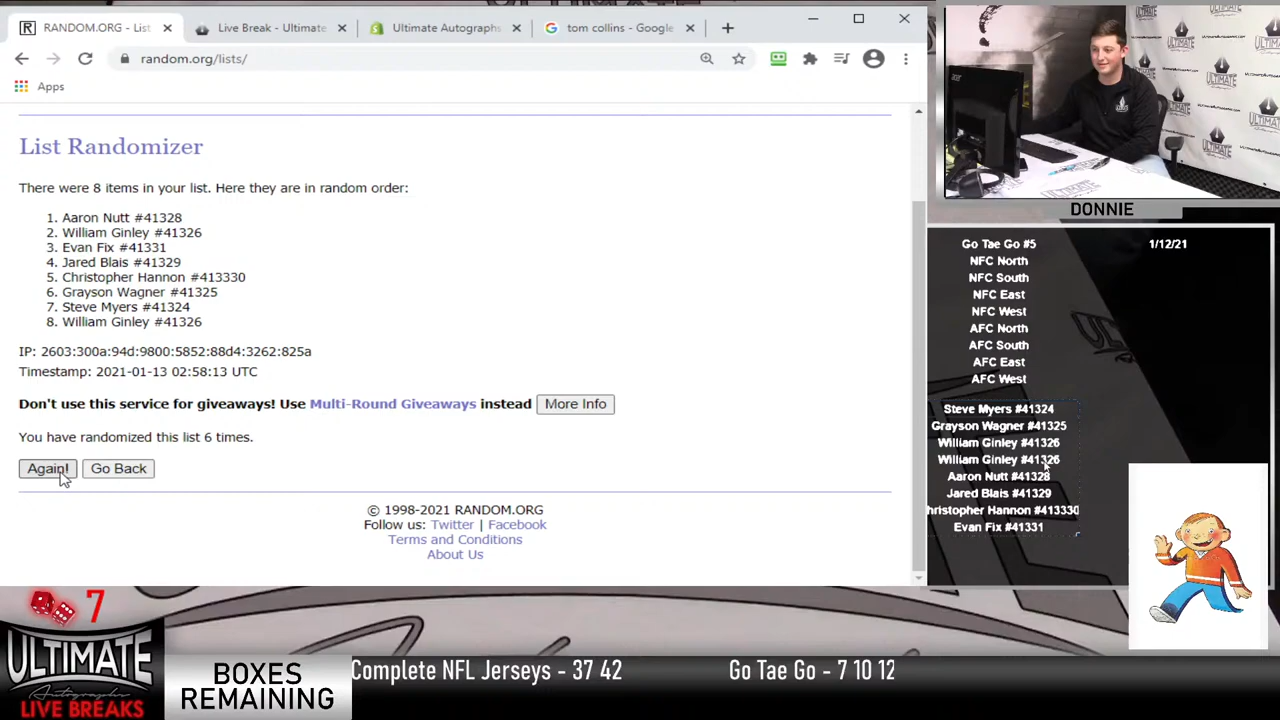 RANDOM.ORG - List
Live Break - Ultimate
Ultimate Autographs
tom collins - Google
random.org/lists/
Apps
List Randomizer
There were 8 items in your list. Here they are in random order:
1. Aaron Nutt #41328
2. William Ginley #41326
3. Evan Fix #41331
4. Jared Blais #41329
5. Christopher Hannon #413330
6. Grayson Wagner #41325
7. Steve Myers #41324
8. William Ginley #41326
IP: 2603:300a:94d:9800:5852:88d4:3262:825a
Timestamp: 2021-01-13 02:58:13 UTC
Don't use this service for giveaways! Use Multi-Round Giveaways instead More Info
You have randomized this list 6 times.
Again! Go Back
© 1998-2021 RANDOM.ORG
Follow us: Twitter | Facebook
Terms and Conditions
About Us
ULTIMATE
acer
DONNIE
Go Tae Go #5 1/12/21
NFC North
NFC South
NFC East
NFC West
AFC North
AFC South
AFC East
AFC West
Steve Myers #41324
Grayson Wagner #41325
William Ginley #41326
William Ginley #41326
Aaron Nutt #41328
Jared Blais #41329
hristopher Hannon #413330
Evan Fix #41331
7
ULTIMATE
Autographs
LIVE BREAKS
BOXES
REMAINING
Complete NFL Jerseys - 37 42 Go Tae Go - 7 10 12